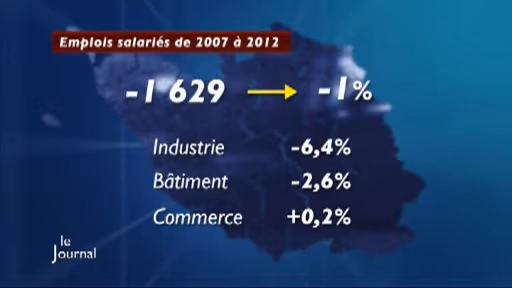 Emplois salariés de 2007 à 2012
-1 629 → -1%
Industrie -6,4%
Bâtiment -2,6%
Commerce +0,2%
le
Journal